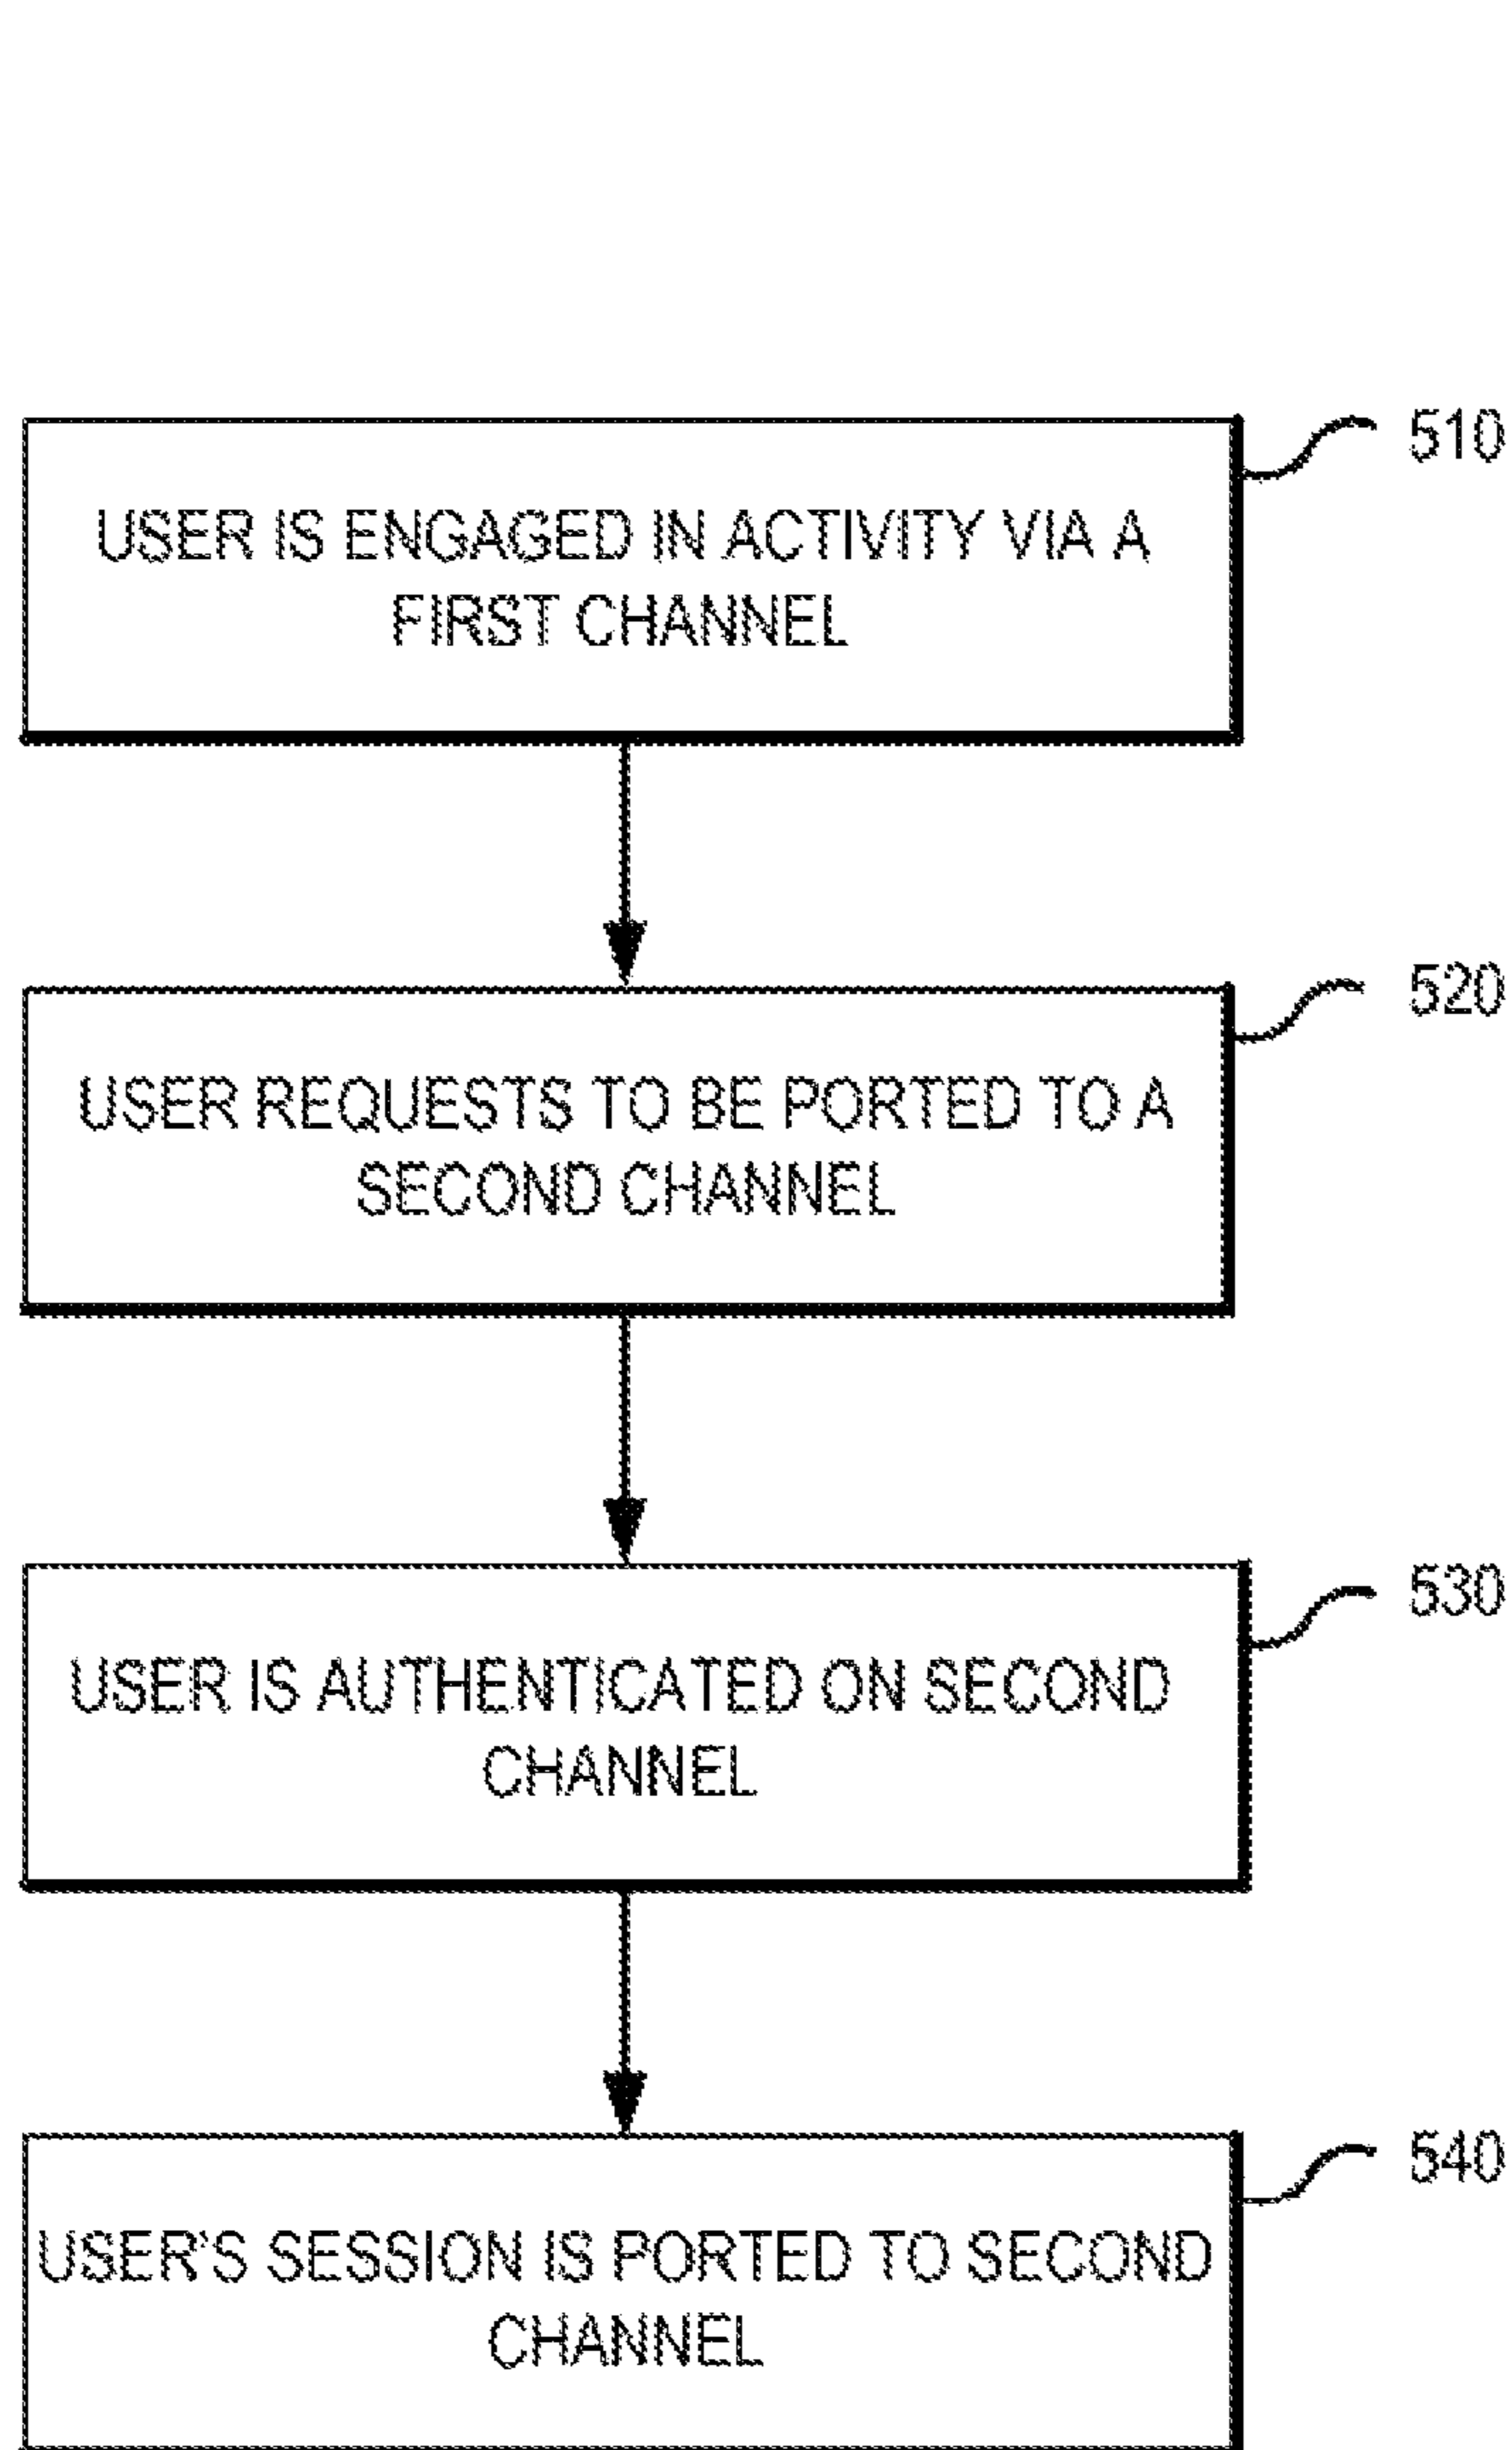 510
USER IS ENGAGED IN ACTIVITY VIA A
FIRST CHANNEL
520
USER REQUESTS TO BE PORTED TO A
SECOND CHANNEL
530
USER IS AUTHENTICATED ON SECOND
CHANNEL
540
USER'S SESSION IS PORTED TO SECOND
CHANNEL